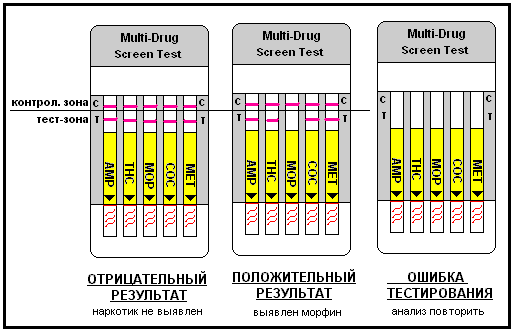 Multi-Drug
Screen Test
Multi-Drug
Screen Test
Multi-Drug
Screen Test
контрол. зона
C
C
C
C
C
C
тест-зона
T
T
T
T
T
T
AMP
THC
MOP
COC
MET
AMP
THC
MOP
COC
MET
AMP
THC
MOP
COC
MET
ОТРИЦАТЕЛЬНЫЙ
РЕЗУЛЬТАТ
наркотик не выявлен
ПОЛОЖИТЕЛЬНЫЙ
РЕЗУЛЬТАТ
выявлен морфин
ОШИБКА
ТЕСТИРОВАНИЯ
анализ повторить